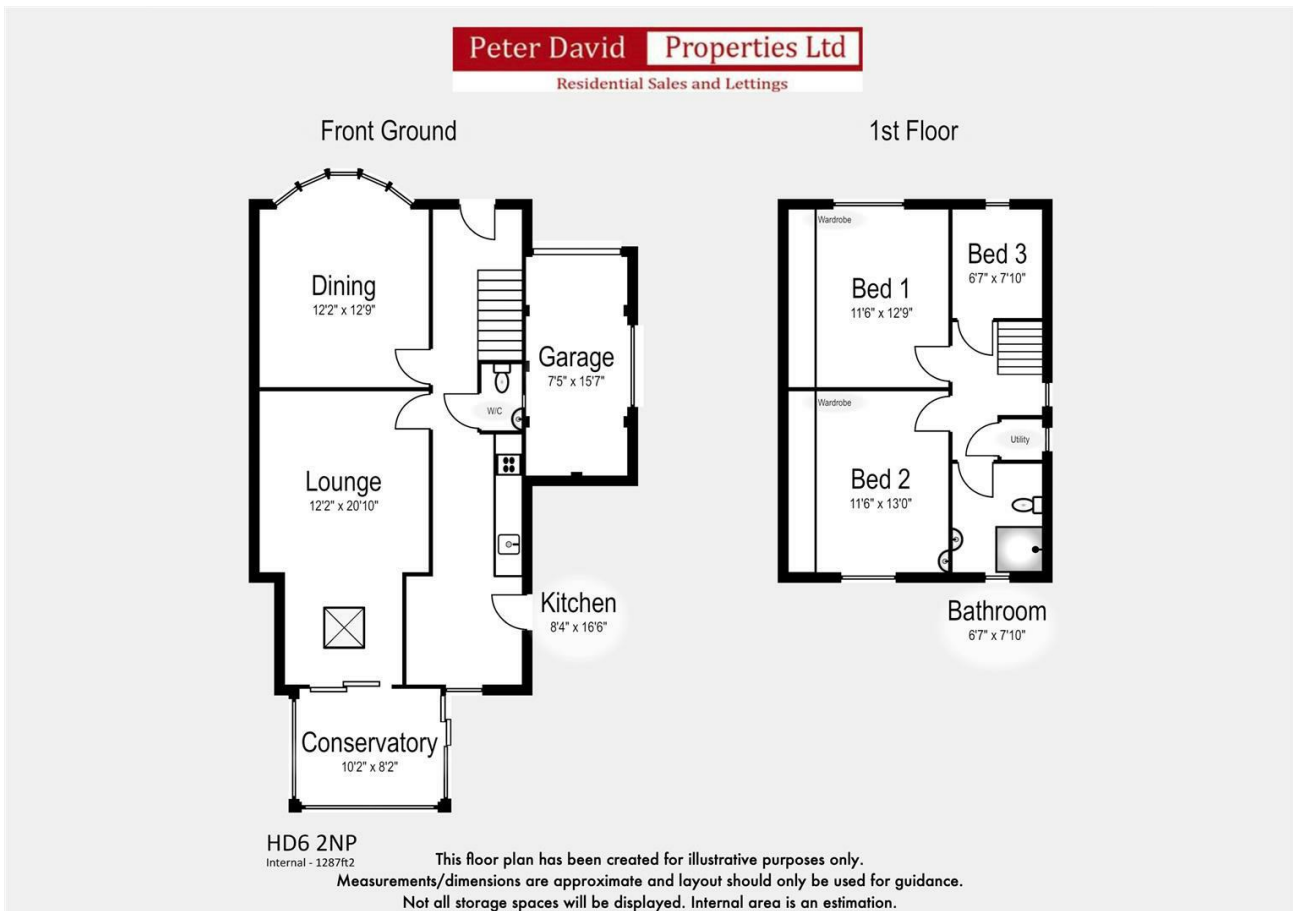 Peter David Properties Ltd
Residential Sales and Lettings
Front Ground
1st Floor
Dining
12'2" x 12'9"
Garage
7'5" x 15'7"
W/C
Lounge
12'2" x 20'10"
Kitchen
8'4" x 16'6"
Conservatory
10'2" x 8'2"
Wardrobe
Bed 1
11'6" x 12'9"
Bed 3
6'7" x 7'10"
Wardrobe
Bed 2
11'6" x 13'0"
Utility
Bathroom
6'7" x 7'10"
HD6 2NP
Internal - 1287ft2
This floor plan has been created for illustrative purposes only.
Measurements/dimensions are approximate and layout should only be used for guidance.
Not all storage spaces will be displayed. Internal area is an estimation.